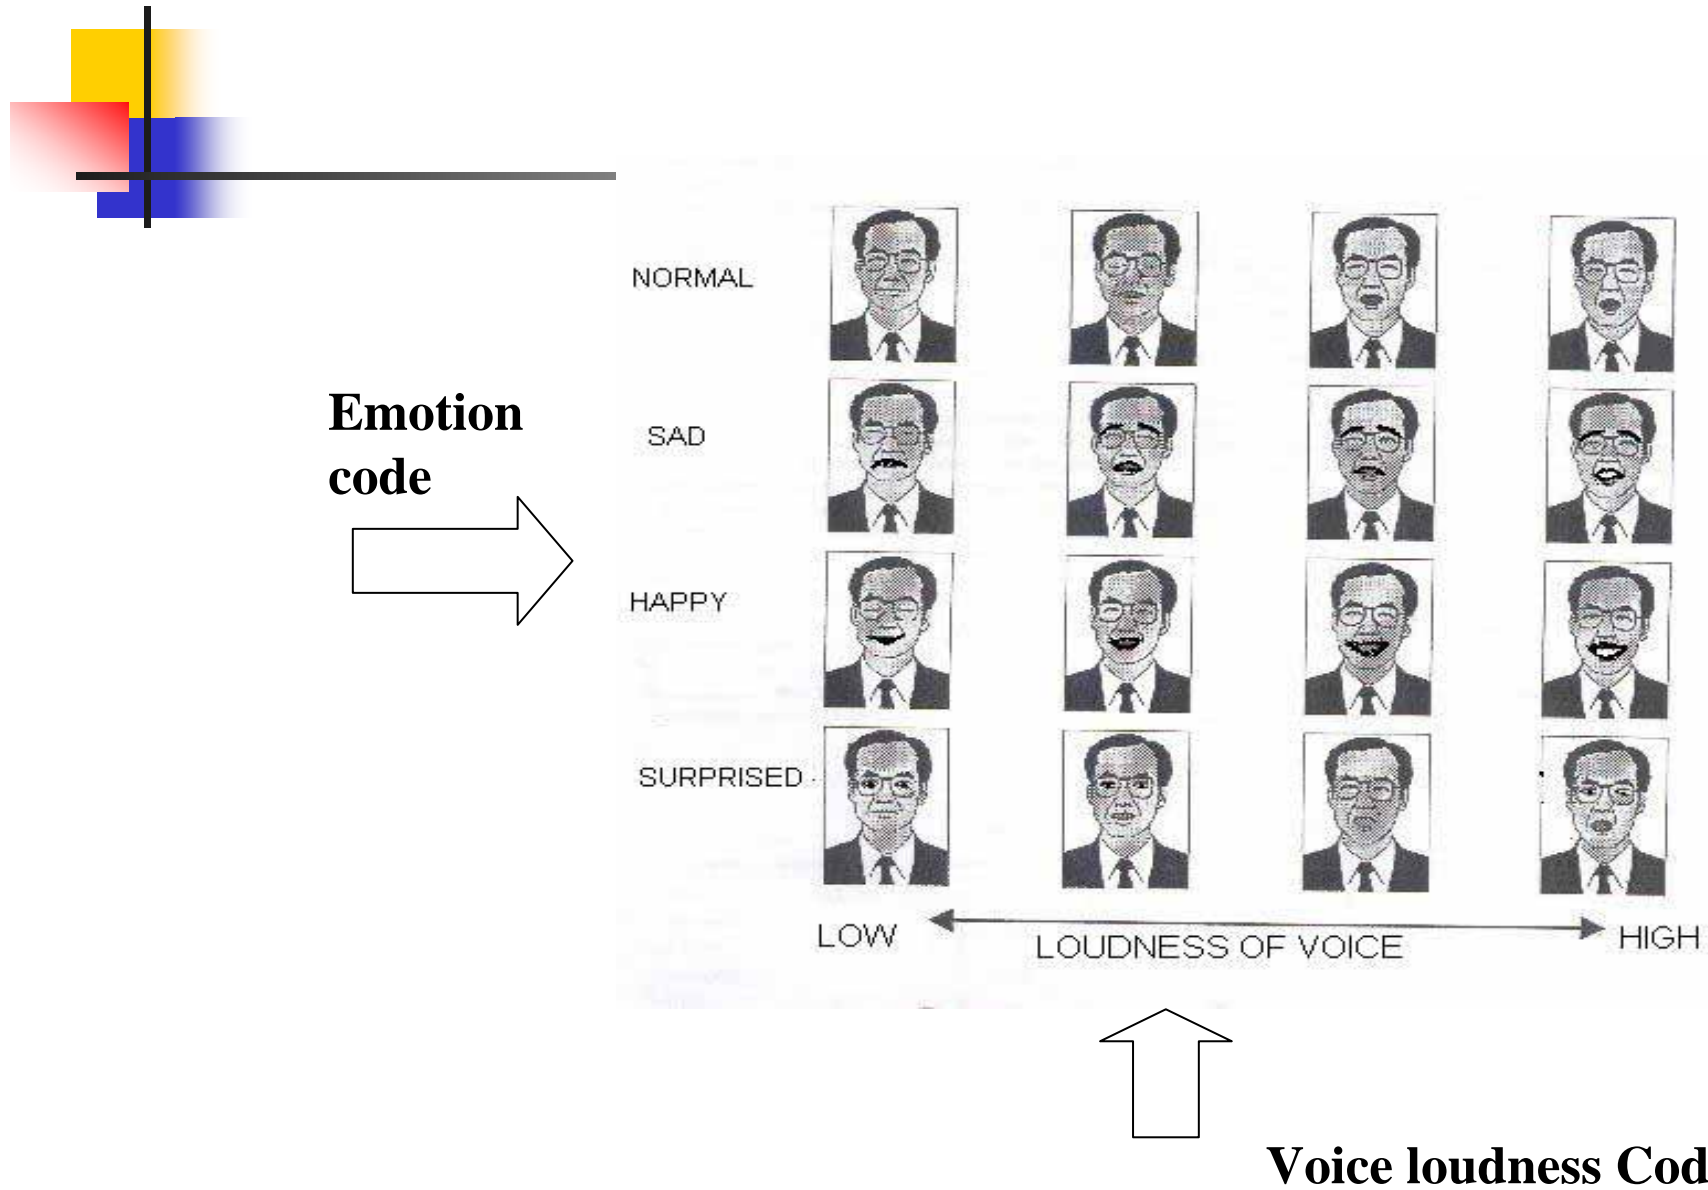 NORMAL
Emotion
code
SAD
HAPPY
SURPRISED
LOW
LOUDNESS OF VOICE
HIGH
Voice loudness Cod